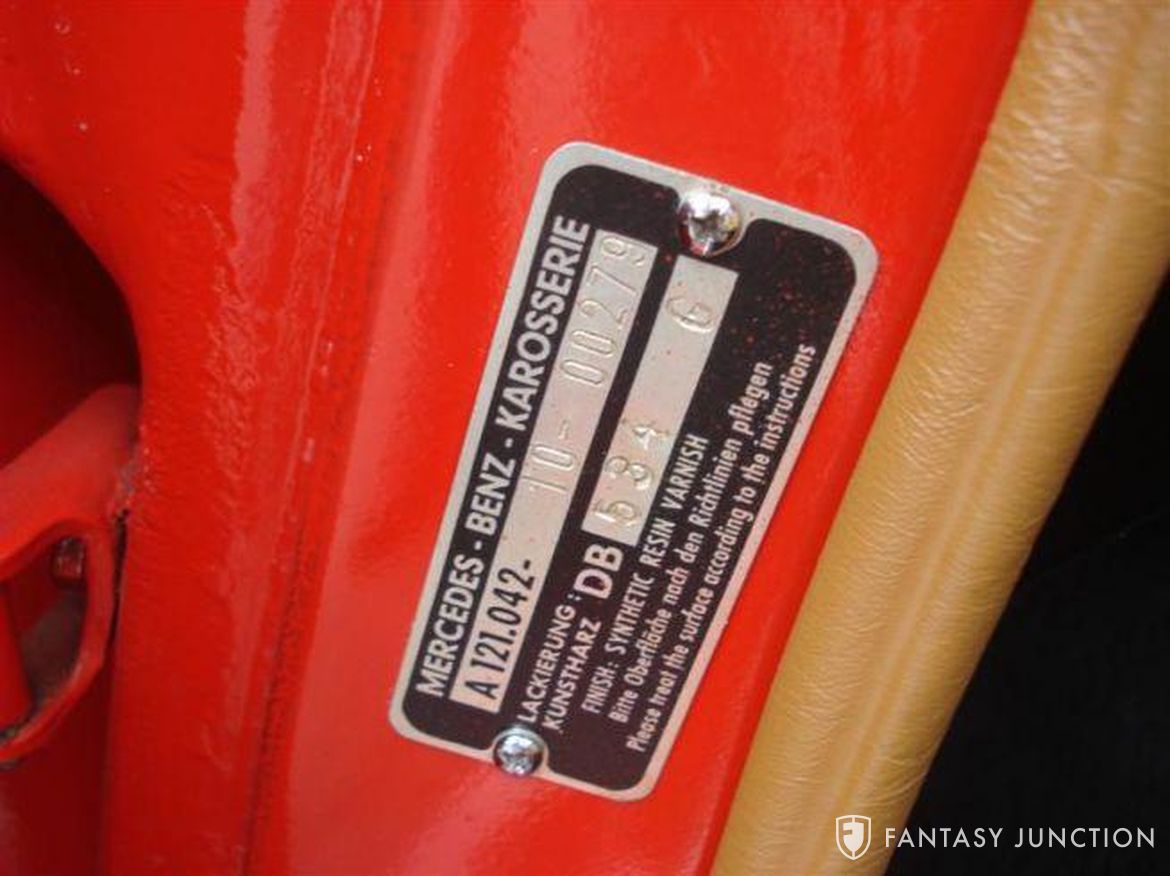 MERCEDES - BENZ - KAROSSERIE
A 121.042- 10- 00279
LACKIERUNG:
KUNSTHARZ DB 534 G
FINISH: SYNTHETIC RESIN VARNISH
Bitte Oberfläche nach den Richtlinien pflegen
Please treat the surface according to the instructions
FANTASY JUNCTION